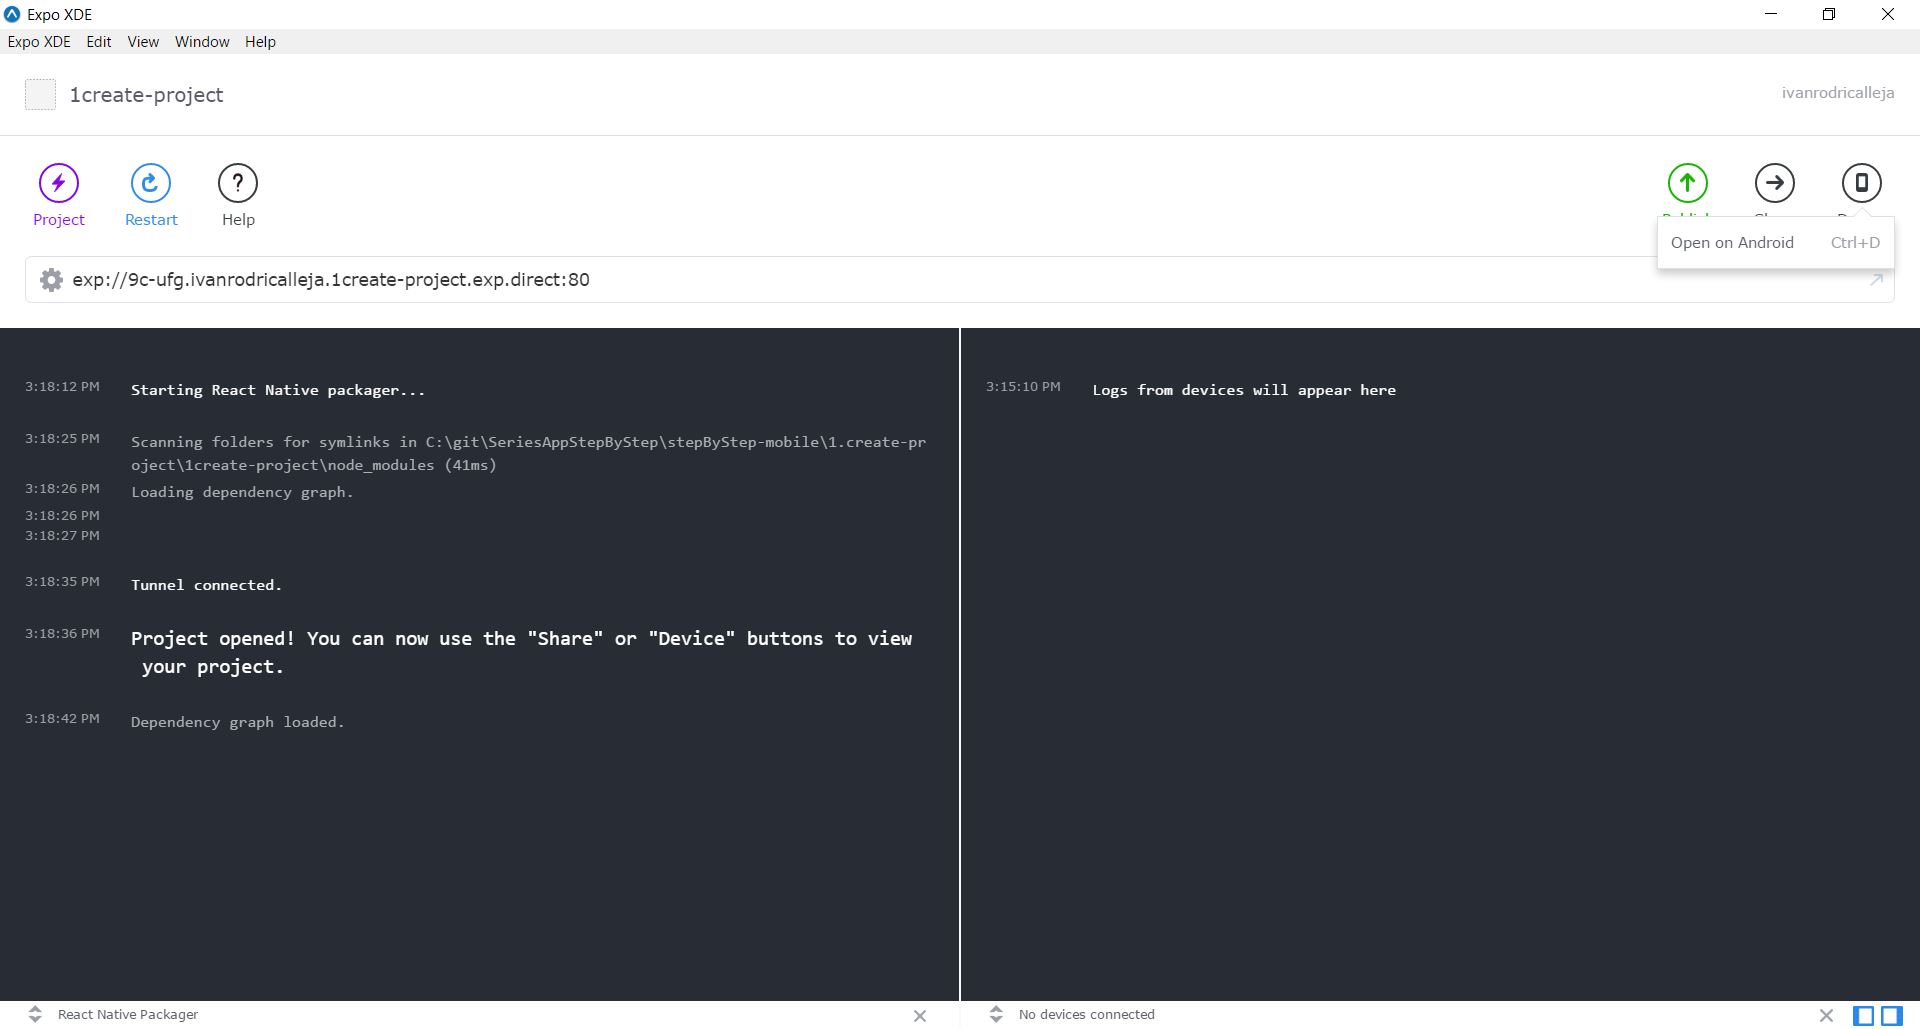 Expo XDE
Expo XDE Edit View Window Help
1create-project
ivanrodricalleja
Project
Restart
Help
Open on Android Ctrl+D
exp://9c-ufg.ivanrodricalleja.1create-project.exp.direct:80
3:18:12 PM Starting React Native packager...
3:18:25 PM Scanning folders for symlinks in C:\git\SeriesAppStepByStep\stepByStep-mobile\1.create-pr
oject\1create-project\node_modules (41ms)
3:18:26 PM Loading dependency graph.
3:18:26 PM
3:18:27 PM
3:18:35 PM Tunnel connected.
3:18:36 PM Project opened! You can now use the "Share" or "Device" buttons to view
your project.
3:18:42 PM Dependency graph loaded.
3:15:10 PM Logs from devices will appear here
React Native Packager
No devices connected